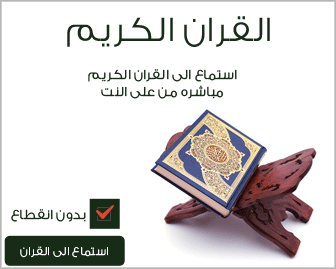 القران الكريم
استماع الى القران الكريم
مباشره من على النت
بدون انقطاع
استماع الى القران